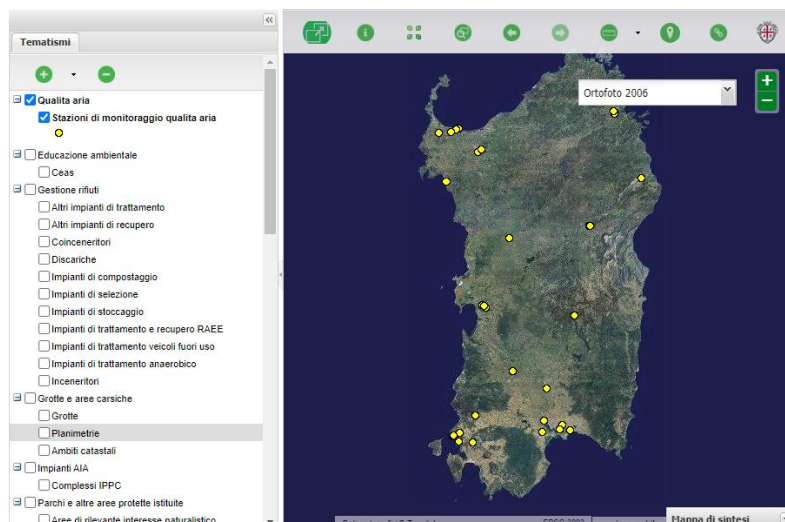 Tematismi
Qualita aria
Stazioni di monitoraggio qualita aria
Educazione ambientale
Ceas
Gestione rifiuti
Altri impianti di trattamento
Altri impianti di recupero
Coinceneritori
Discariche
Impianti di compostaggio
Impianti di selezione
Impianti di stoccaggio
Impianti di trattamento e recupero RAEE
Impianti di trattamento veicoli fuori uso
Impianti di trattamento anaerobico
Inceneritori
Grotte e aree carsiche
Grotte
Planimetrie
Ambiti catastali
Impianti AIA
Complessi IPPC
Parchi e altre aree protette istituite
Aree di rilevante interesse naturalistico
Ortofoto 2006
Mappa di sintesi